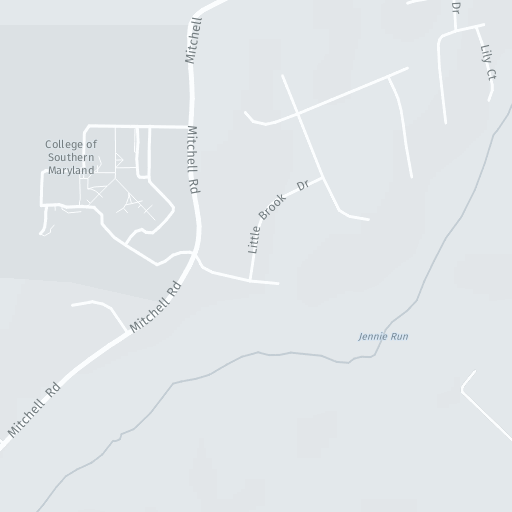 Dr
Mitchell
Lily Ct
College of
Southern
Maryland
Mitchell Rd
Little Brook Dr
Mitchell Rd
Jennie Run
Mitchell Rd